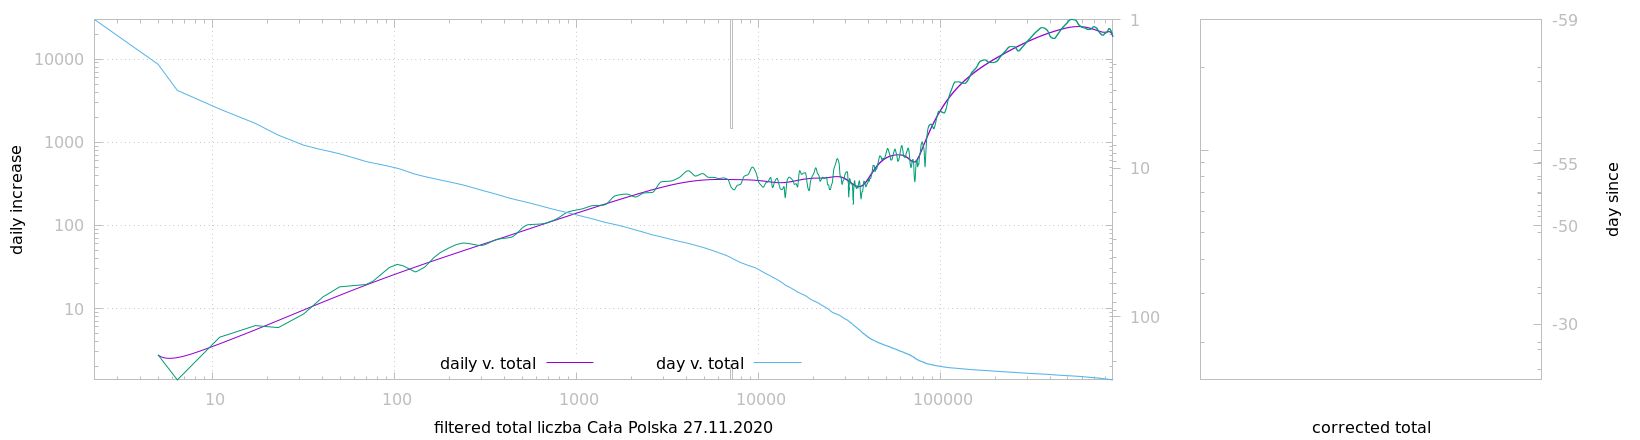 1
-59
10000
1000
10
-55
daily increase
day since
100
-50
10
100
-30
daily v. total
day v. total
10
100
1000
10000
100000
filtered total liczba Cała Polska 27.11.2020
corrected total